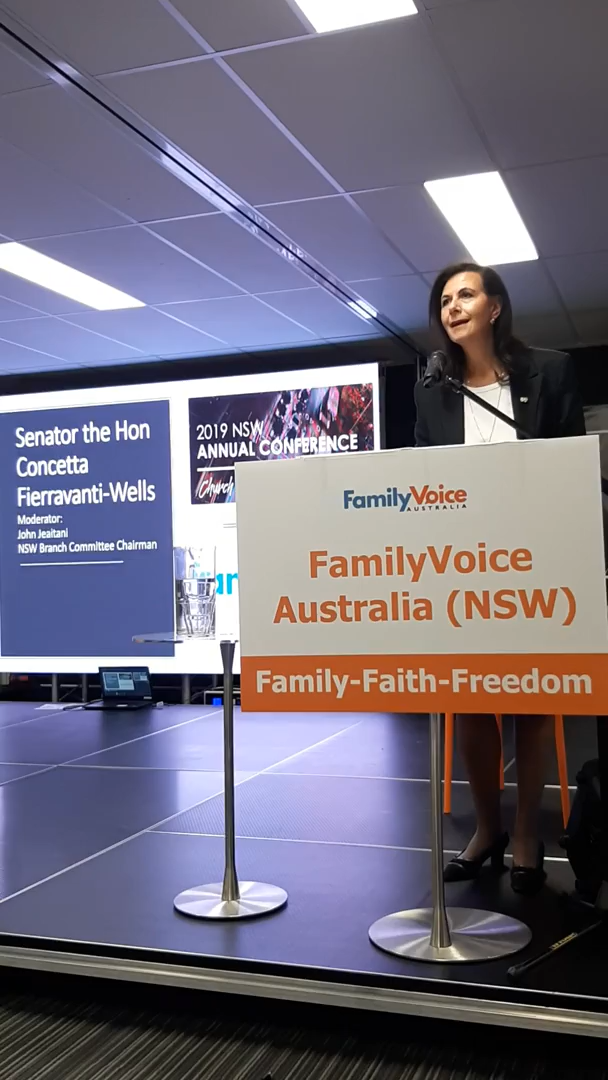 Senator the Hon
Concetta
Fierravanti-Wells
Moderator:
John Jeaitani
NSW Branch Committee Chairman
2019 NSW
ANNUAL CONFERENCE
Church
FamilyVoice
AUSTRALIA
FamilyVoice
Australia (NSW)
Family-Faith-Freedom